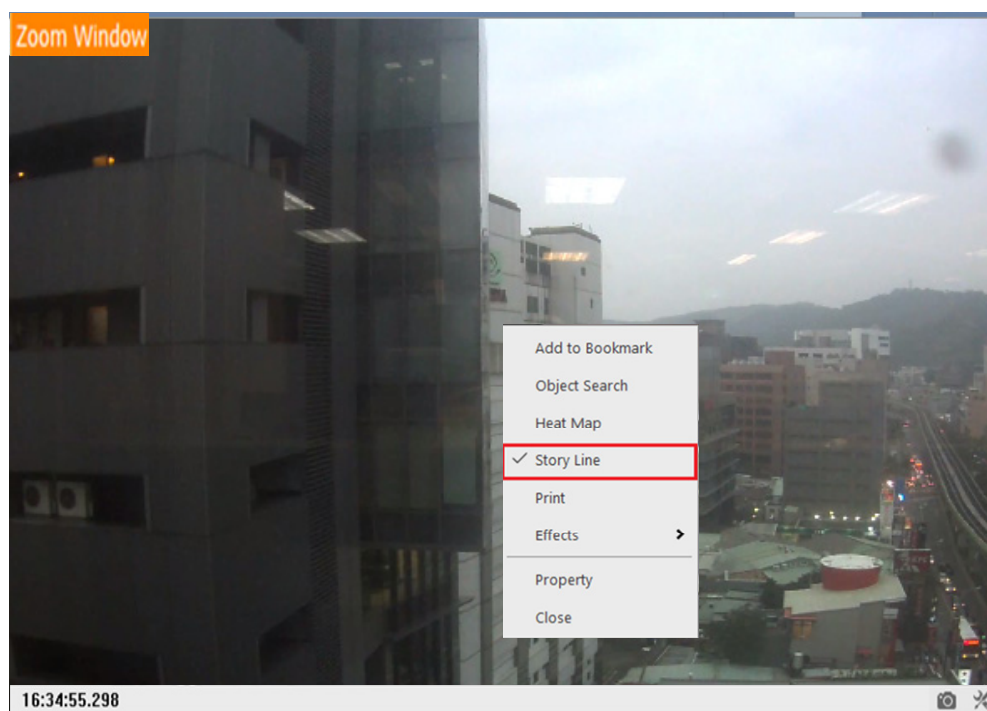 Zoom Window
Add to Bookmark
Object Search
Heat Map
Story Line
Print
Effects
Property
Close
16:34:55.298